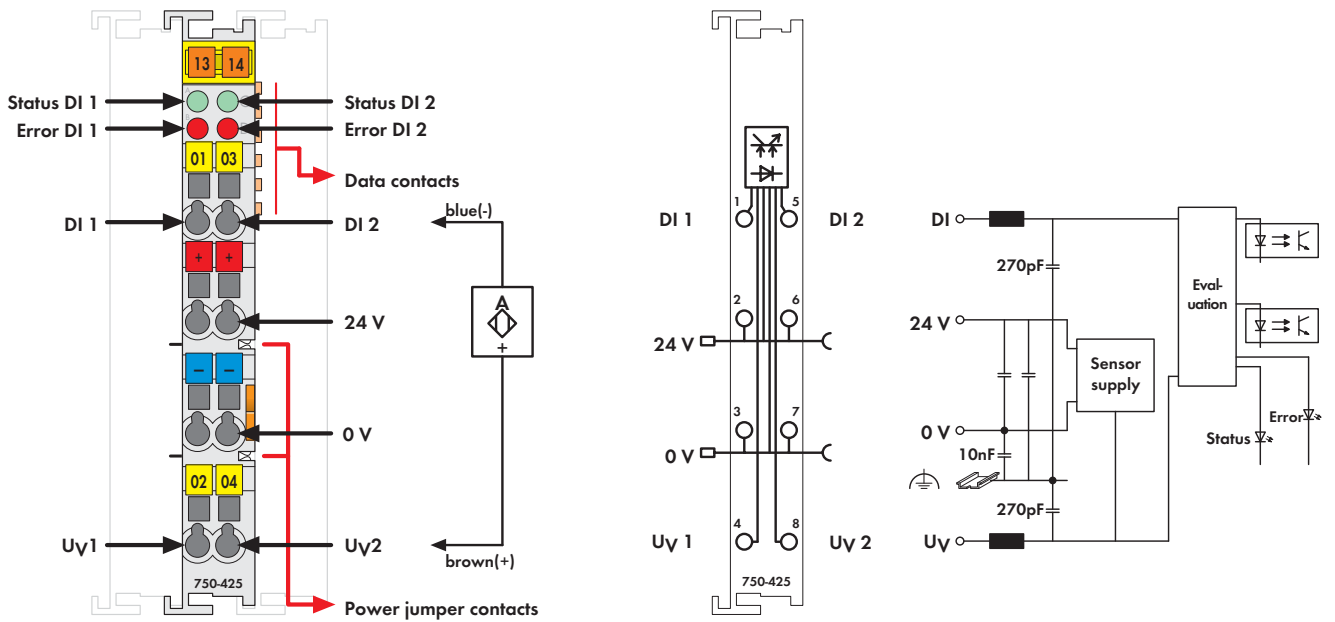 13 14
A C
Status DI 1
Status DI 2
B D
Error DI 1
Error DI 2
01 03
Data contacts
DI 1
DI 2
blue(-)
+ +
A
24 V
+
− −
0 V
02 04
UV1
UV2
brown(+)
750-425
Power jumper contacts
1 5
DI 1
DI 2
2 6
24 V
3 7
0 V
4 8
UV 1
UV 2
750-425
DI
270pF
Eval-
uation
24 V
Sensor
supply
Error
0 V
Status
10nF
270pF
UV